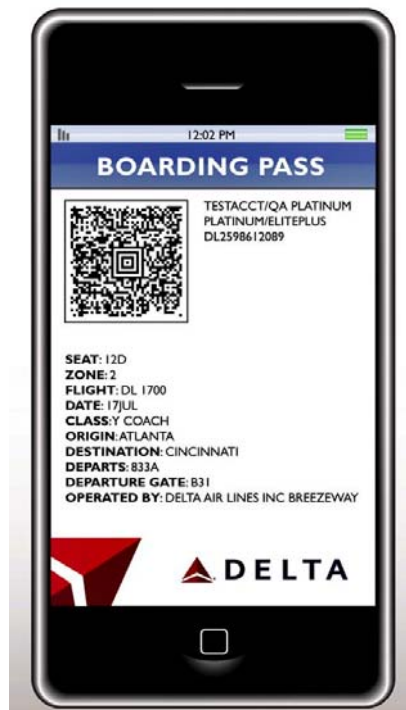 12:02 PM
BOARDING PASS
TESTACCT/QA PLATINUM
PLATINUM/ELITEPLUS
DL2598612089
SEAT: 12D
ZONE: 2
FLIGHT: DL 1700
DATE: 17JUL
CLASS:Y COACH
ORIGIN: ATLANTA
DESTINATION: CINCINNATI
DEPARTS: 833A
DEPARTURE GATE: B31
OPERATED BY: DELTA AIR LINES INC BREEZEWAY
DELTA